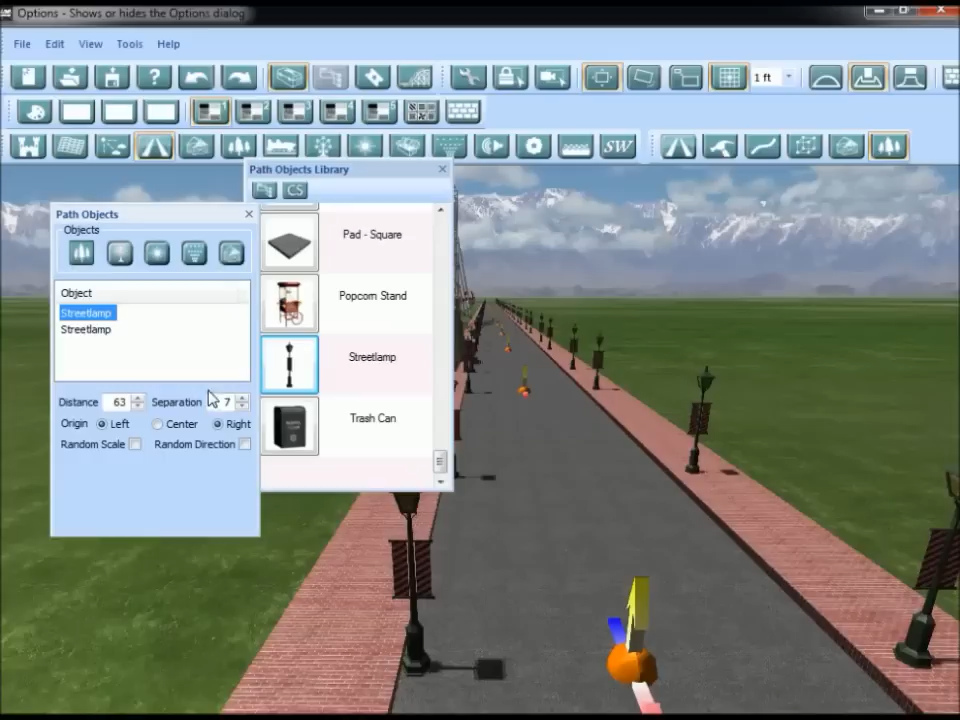 Options - Shows or hides the Options dialog
File Edit View Tools Help
1 ft
SW
Path Objects Library
CS
Pad - Square
Popcorn Stand
Streetlamp
Trash Can
Path Objects
Objects
Object
Streetlamp
Streetlamp
Distance 63 Separation 7
Origin Left Center Right
Random Scale Random Direction